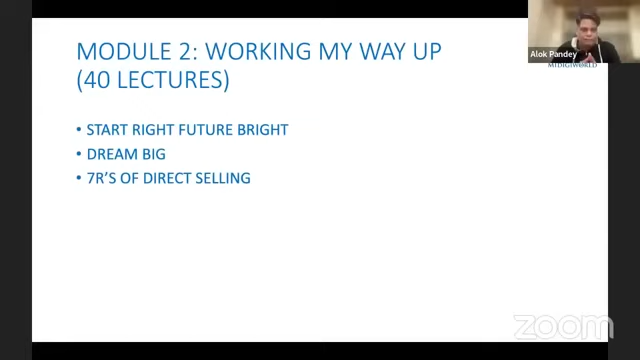 MODULE 2: WORKING MY WAY UP
(40 LECTURES)
• START RIGHT FUTURE BRIGHT
• DREAM BIG
• 7R'S OF DIRECT SELLING
Alok Pandey
MIDIGIWORLD
zoom